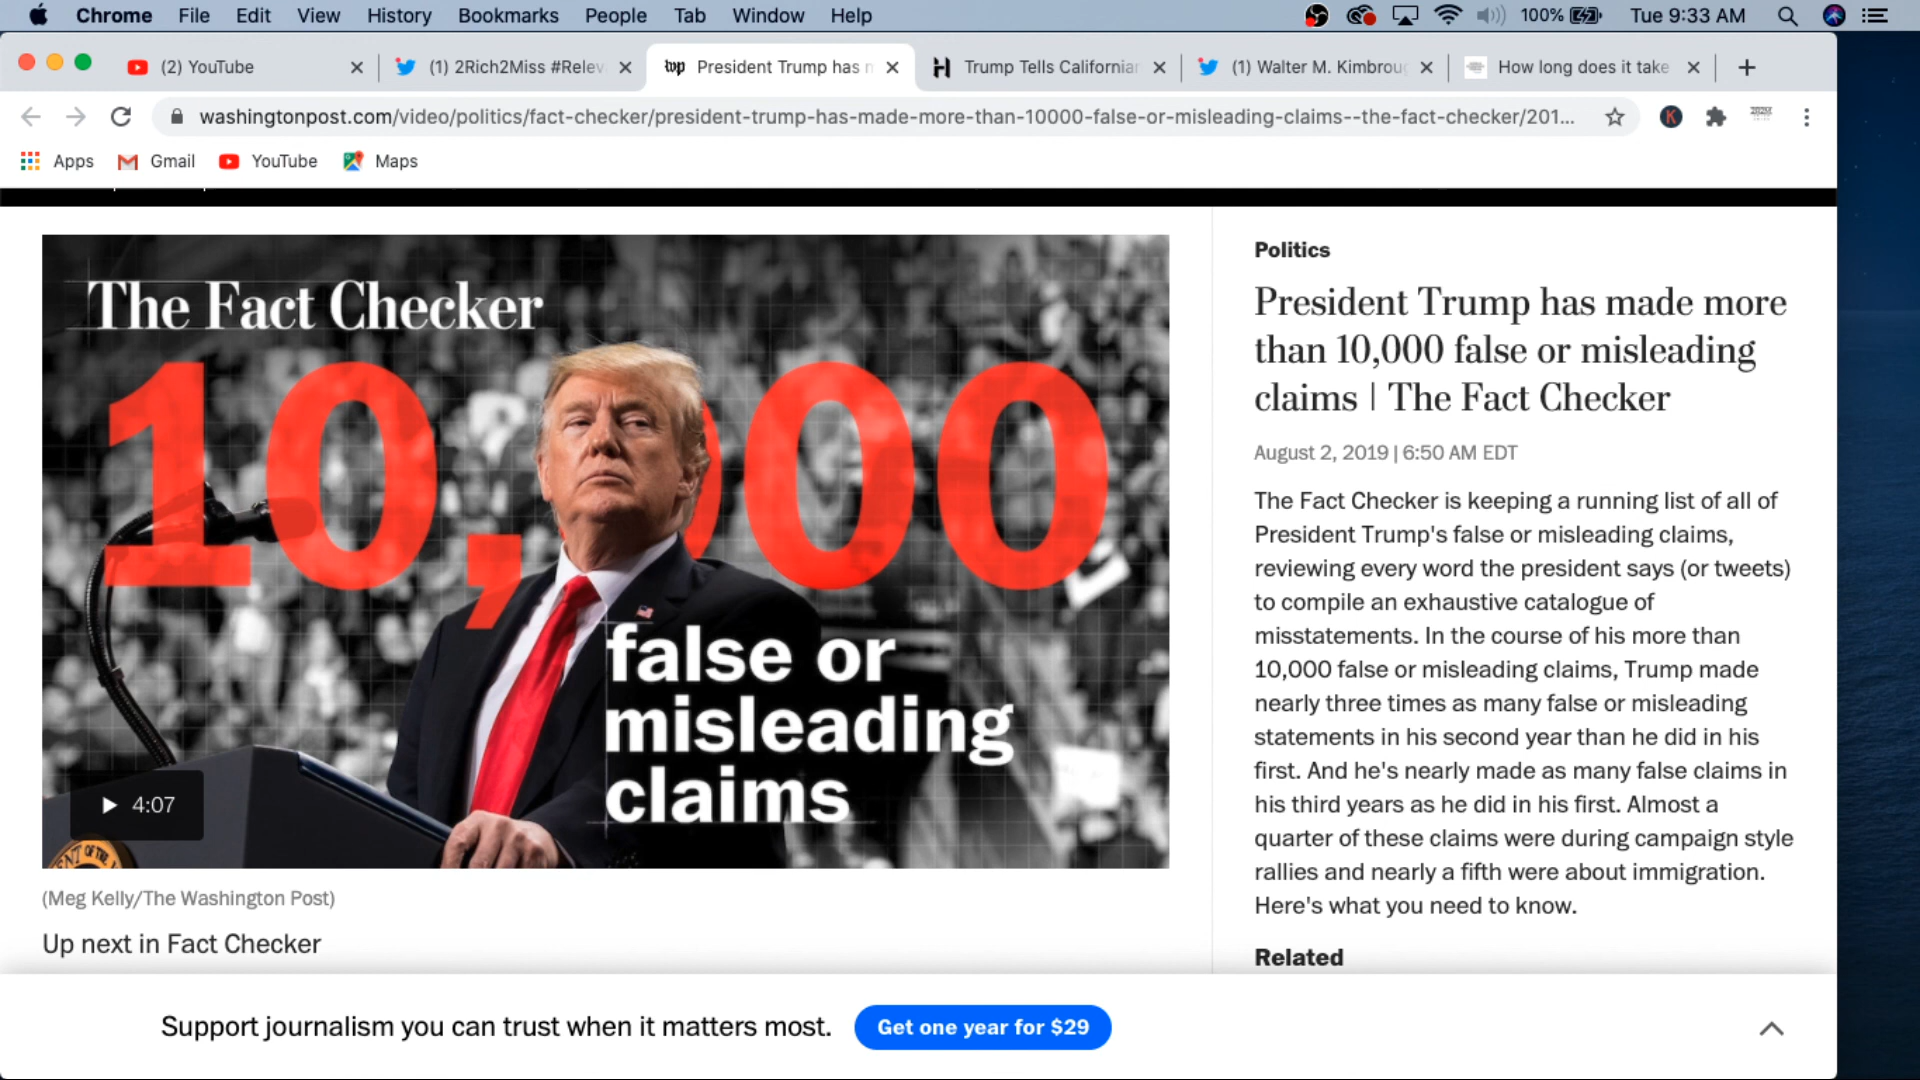 Chrome File Edit View History Bookmarks People Tab Window Help 100% Tue 9:33 AM
(2) YouTube (1) 2Rich2Miss #Relev wp President Trump has n Trump Tells Californian (1) Walter M. Kimbroug How long does it take
washingtonpost.com/video/politics/fact-checker/president-trump-has-made-more-than-10000-false-or-misleading-claims--the-fact-checker/201... K
Apps Gmail YouTube Maps
The Fact Checker
10,000
false or
misleading
claims
4:07
(Meg Kelly/The Washington Post)
Up next in Fact Checker
Politics
President Trump has made more
than 10,000 false or misleading
claims | The Fact Checker
August 2, 2019 | 6:50 AM EDT
The Fact Checker is keeping a running list of all of
President Trump's false or misleading claims,
reviewing every word the president says (or tweets)
to compile an exhaustive catalogue of
misstatements. In the course of his more than
10,000 false or misleading claims, Trump made
nearly three times as many false or misleading
statements in his second year than he did in his
first. And he's nearly made as many false claims in
his third years as he did in his first. Almost a
quarter of these claims were during campaign style
rallies and nearly a fifth were about immigration.
Here's what you need to know.
Related
Support journalism you can trust when it matters most. Get one year for $29